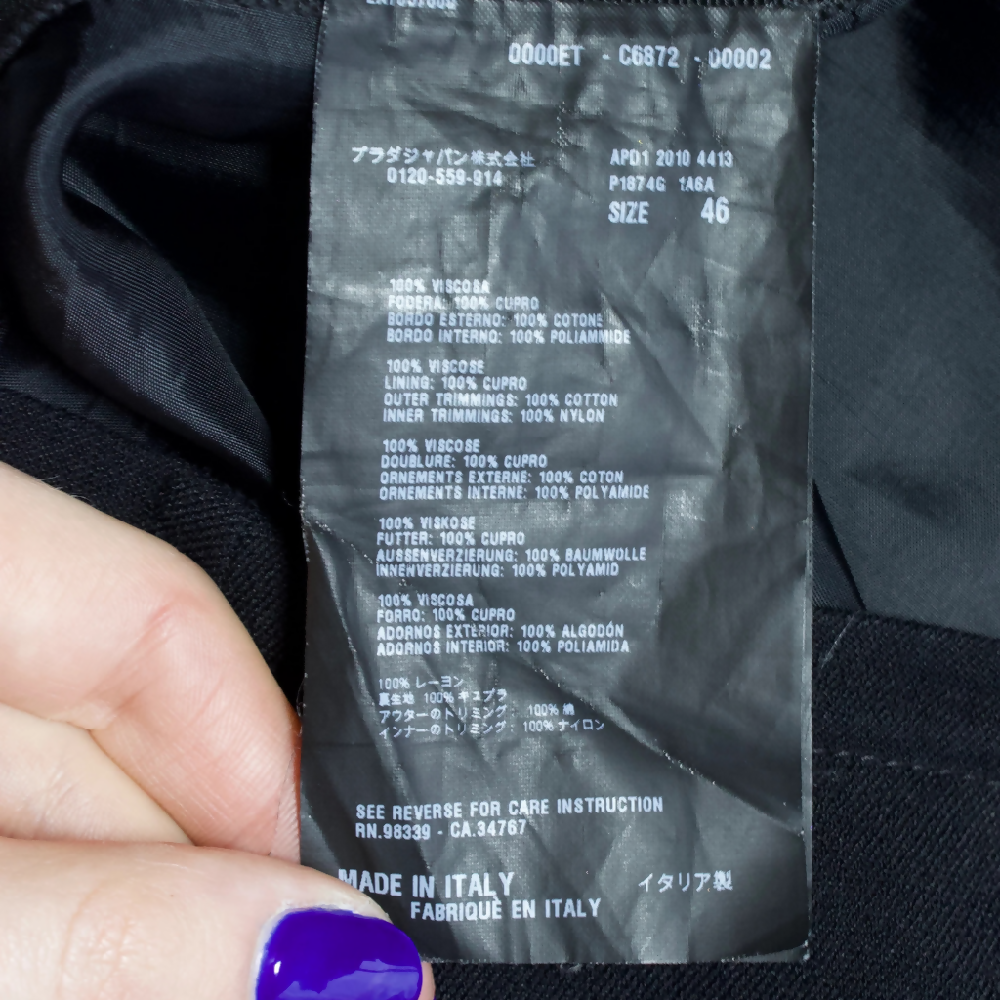 0000ET - C6872 - 00002
プラダジャパン株式会社
0120-559-914
APD1 2010 4413
P1874G 1A6A
SIZE 46
100% VISCOSA
FODERA: 100% CUPRO
BORDO ESTERNO: 100% COTONE
BORDO INTERNO: 100% POLIAMMIDE
100% VISCOSE
LINING: 100% CUPRO
OUTER TRIMMINGS: 100% COTTON
INNER TRIMMINGS: 100% NYLON
100% VISCOSE
DOUBLURE: 100% CUPRO
ORNEMENTS EXTERNE: 100% COTON
ORNEMENTS INTERNE: 100% POLYAMIDE
100% VISKOSE
FUTTER: 100% CUPRO
AUSSENVERZIERUNG: 100% BAUMWOLLE
INNENVERZIERUNG: 100% POLYAMID
100% VISCOSA
FORRO: 100% CUPRO
ADORNOS EXTERIOR: 100% ALGODÓN
ADORNOS INTERIOR: 100% POLIAMIDA
100% レーヨン
裏生地 100% キュプラ
アウターのトリミング: 100% 綿
インナーのトリミング: 100% ナイロン
SEE REVERSE FOR CARE INSTRUCTION
RN.98339 - CA.34767
MADE IN ITALY イタリア製
FABRIQUÉ EN ITALY